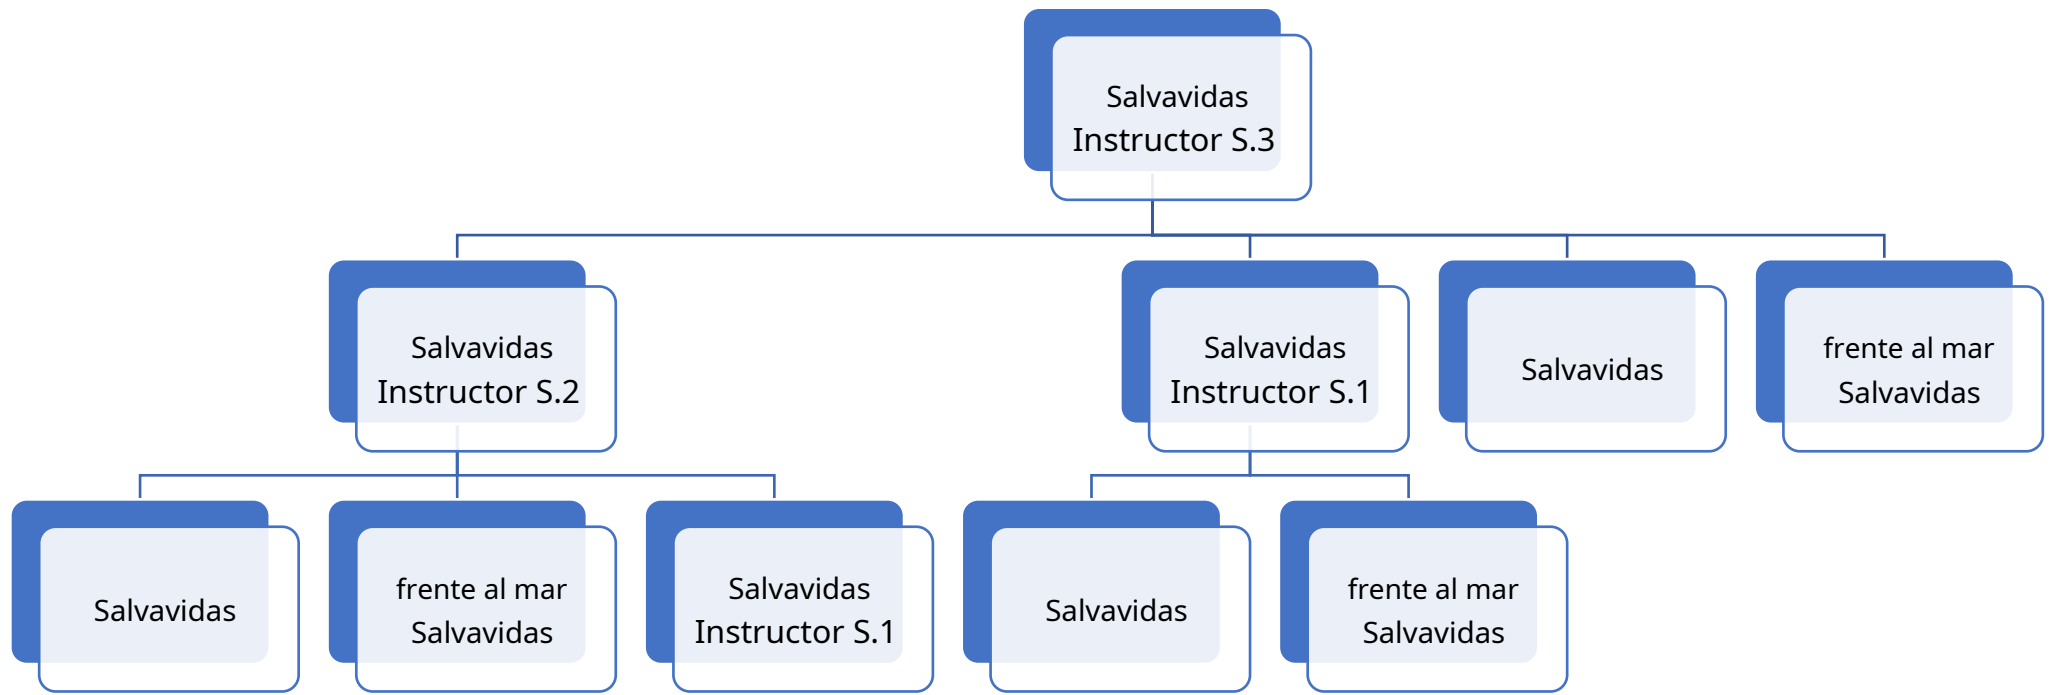 Salvavidas
Instructor S.3
Salvavidas
Instructor S.2
Salvavidas
Instructor S.1
Salvavidas
frente al mar
Salvavidas
Salvavidas
frente al mar
Salvavidas
Salvavidas
Instructor S.1
Salvavidas
frente al mar
Salvavidas